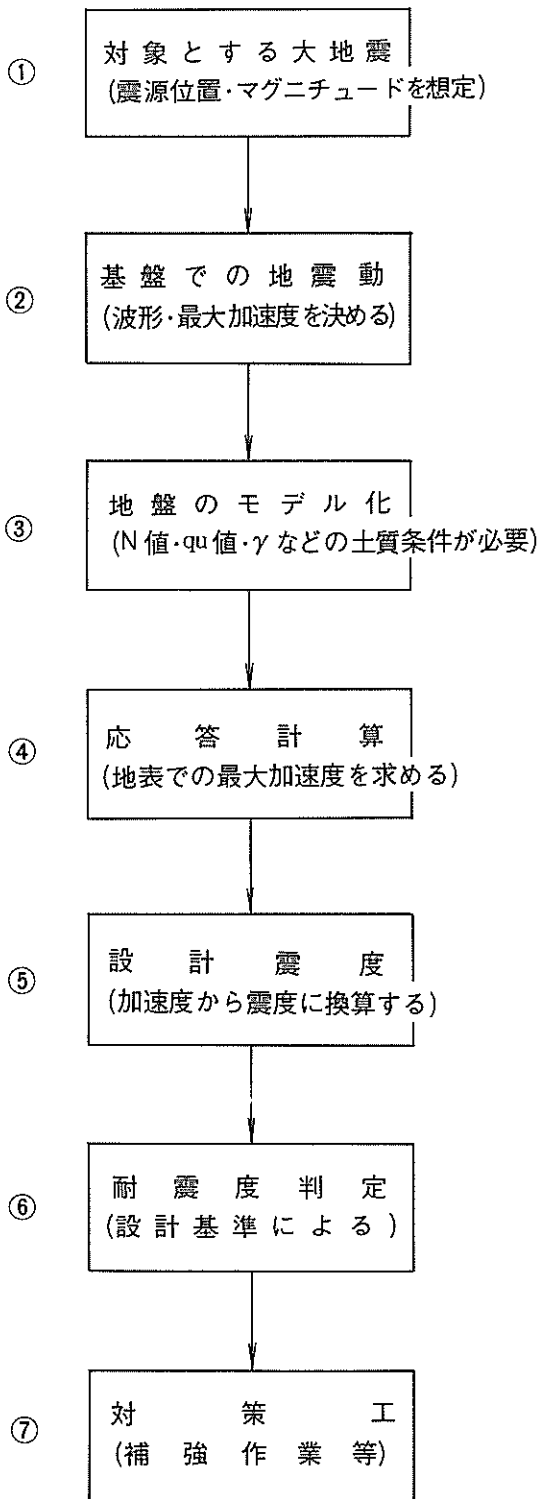 ①
対象とする大地震
(震源位置・マグニチュードを想定)
②
基盤での地震動
(波形・最大加速度を決める)
③
地盤のモデル化
(N値・qu値・γなどの土質条件が必要)
④
応答計算
(地表での最大加速度を求める)
⑤
設計震度
(加速度から震度に換算する)
⑥
耐震度判定
(設計基準による)
⑦
対策工
(補強作業等)